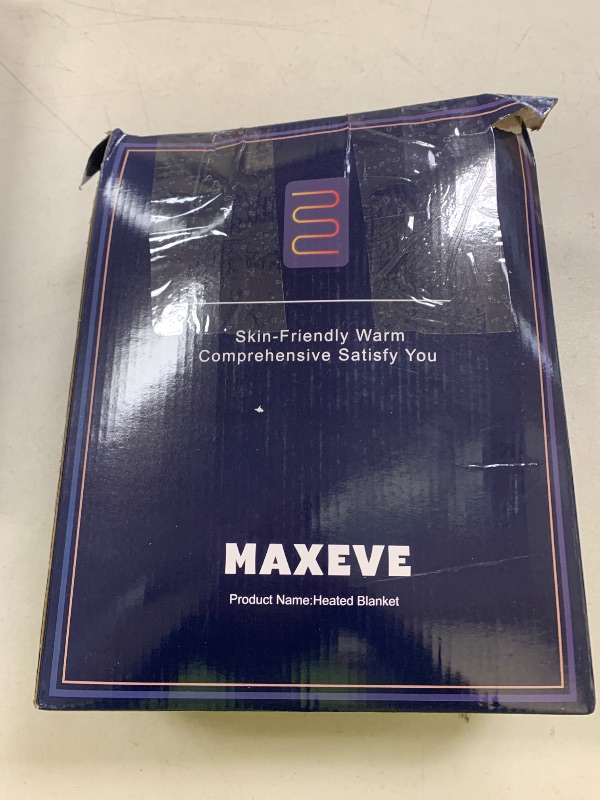 Skin-Friendly Warm
Comprehensive Satisfy You
MAXEVE
Product Name:Heated Blanket